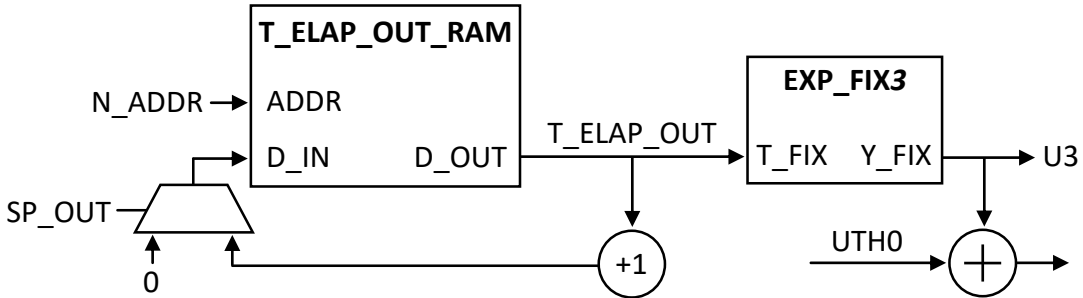 T_ELAP_OUT_RAM
N_ADDR
ADDR
D_IN
D_OUT
SP_OUT
0
T_ELAP_OUT
+1
EXP_FIX3
T_FIX
Y_FIX
U3
UTH0
+